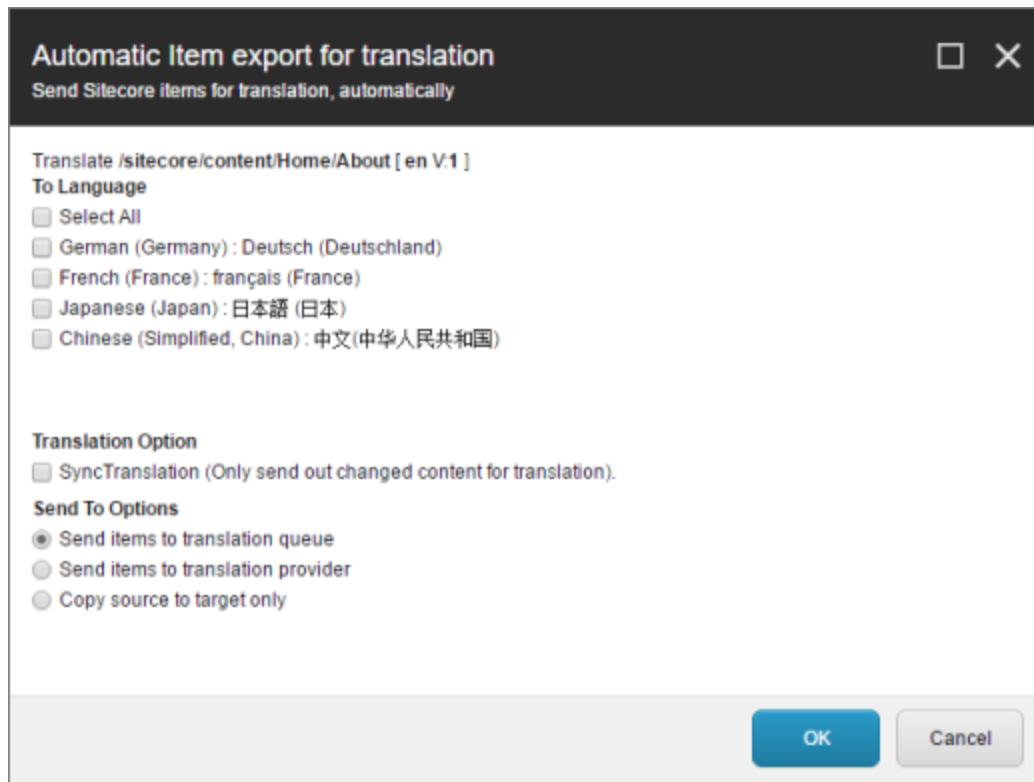 Automatic Item export for translation
Send Sitecore items for translation, automatically
Translate /sitecore/content/Home/About [ en V:1 ]
To Language
Select All
German (Germany) : Deutsch (Deutschland)
French (France) : français (France)
Japanese (Japan) : 日本語 (日本)
Chinese (Simplified, China) : 中文(中华人民共和国)
Translation Option
SyncTranslation (Only send out changed content for translation).
Send To Options
Send items to translation queue
Send items to translation provider
Copy source to target only
OK Cancel